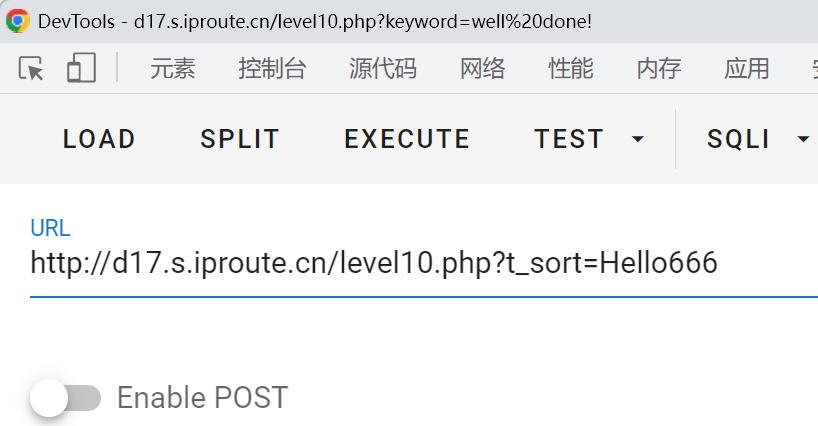 DevTools - d17.s.iproute.cn/level10.php?keyword=well%20done!
元素 控制台 源代码 网络 性能 内存 应用
LOAD SPLIT EXECUTE TEST SQLI
URL
http://d17.s.iproute.cn/level10.php?t_sort=Hello666
Enable POST